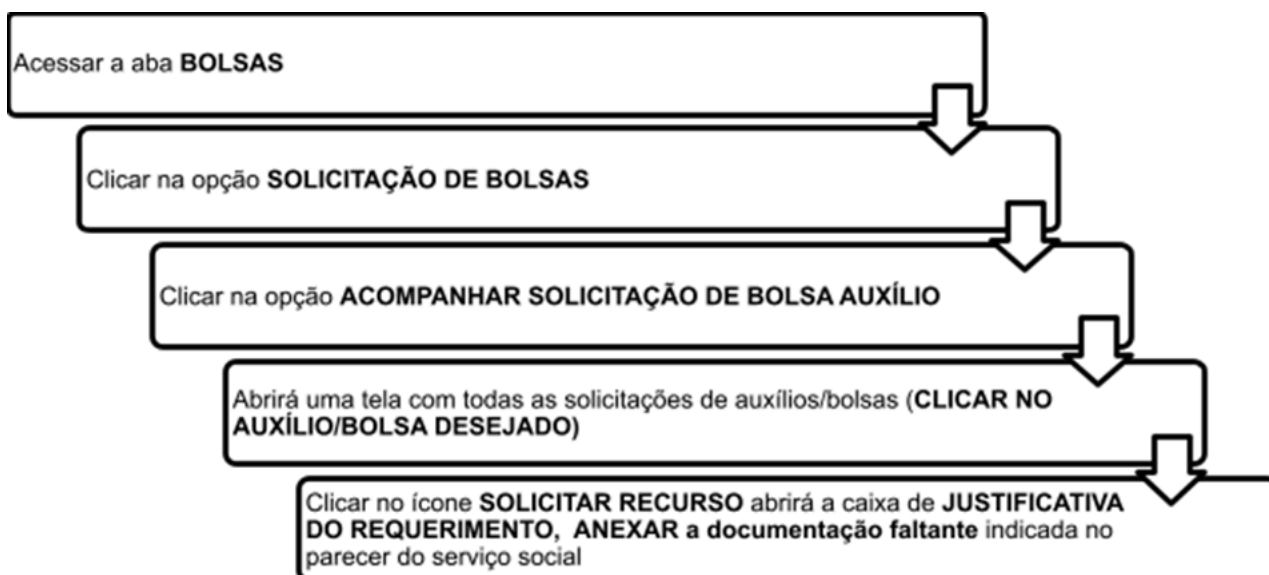 Acessar a aba BOLSAS
Clicar na opção SOLICITAÇÃO DE BOLSAS
Clicar na opção ACOMPANHAR SOLICITAÇÃO DE BOLSA AUXÍLIO
Abrirá uma tela com todas as solicitações de auxílios/bolsas (CLICAR NO
AUXÍLIO/BOLSA DESEJADO)
Clicar no ícone SOLICITAR RECURSO abrirá a caixa de JUSTIFICATIVA
DO REQUERIMENTO, ANEXAR a documentação faltante indicada no
parecer do serviço social